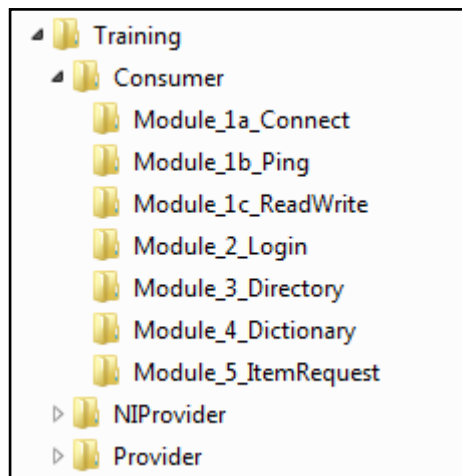 Training
Consumer
Module_1a_Connect
Module_1b_Ping
Module_1c_ReadWrite
Module_2_Login
Module_3_Directory
Module_4_Dictionary
Module_5_ItemRequest
NIProvider
Provider